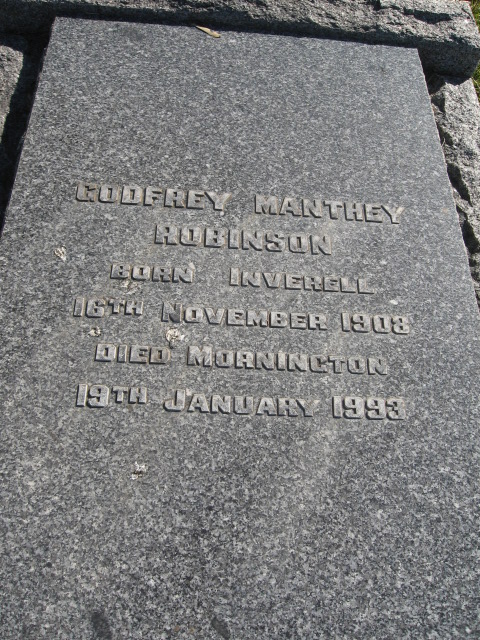 GODFREY MANTHEY
ROBINSON
BORN INVERELL
16TH NOVEMBER 1908
DIED MORNINGTON
19TH JANUARY 1993